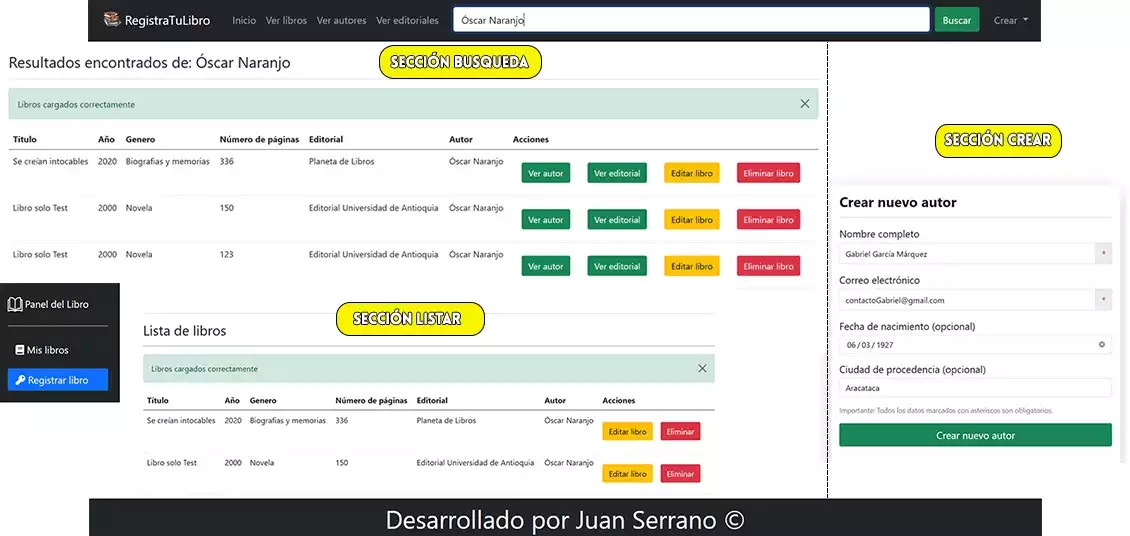 RegistraTuLibro Inicio Ver libros Ver autores Ver editoriales Óscar Naranjo Buscar Crear
Resultados encontrados de: Óscar Naranjo
SECCIÓN BUSQUEDA
Libros cargados correctamente
Título Año Genero Número de páginas Editorial Autor Acciones
Se creían intocables 2020 Biografias y memorias 336 Planeta de Libros Óscar Naranjo Ver autor Ver editorial Editar libro Eliminar libro
Libro solo Test 2000 Novela 150 Editorial Universidad de Antioquia Óscar Naranjo Ver autor Ver editorial Editar libro Eliminar libro
Libro solo Test 2000 Novela 123 Editorial Universidad de Antioquia Óscar Naranjo Ver autor Ver editorial Editar libro Eliminar libro
Panel del Libro
Mis libros
Registrar libro
SECCIÓN LISTAR
Lista de libros
Libros cargados correctamente
Título Año Genero Número de páginas Editorial Autor Acciones
Se creían intocables 2020 Biografias y memorias 336 Planeta de Libros Óscar Naranjo Editar libro Eliminar
Libro solo Test 2000 Novela 150 Editorial Universidad de Antioquia Óscar Naranjo Editar libro Eliminar
SECCIÓN CREAR
Crear nuevo autor
Nombre completo
Gabriel García Márquez *
Correo electrónico
contactoGabriel@gmail.com *
Fecha de nacimiento (opcional)
06 / 03 / 1927
Ciudad de procedencia (opcional)
Aracataca
Importante: Todos los datos marcados con asteriscos son obligatorios.
Crear nuevo autor
Desarrollado por Juan Serrano ©